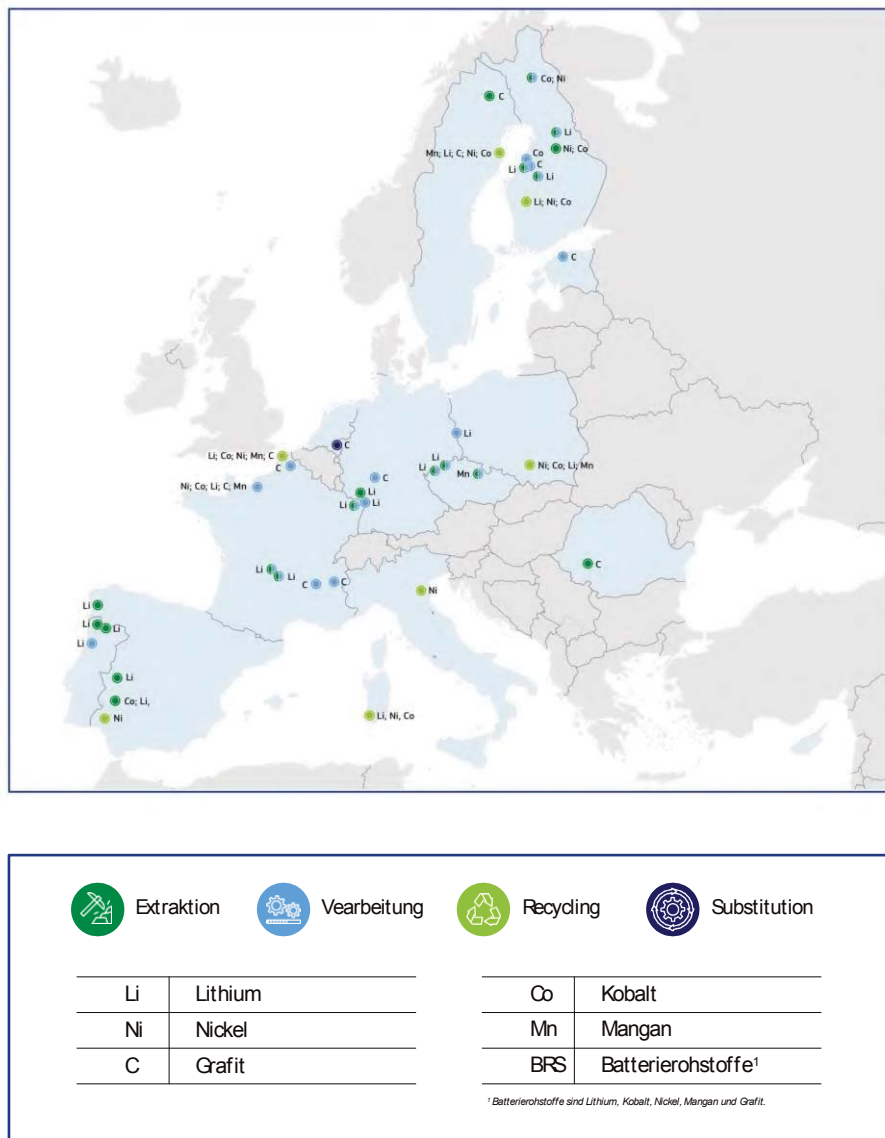 Co; Ni
C
Li
Mn; Li; C; Ni; Co
Ni; Co
Co
C
Li
Li
Li; Ni; Co
C
Li
C
Li; Co; Ni; Mn; C
C
Li
Li
Ni; Co; Li; Mn
Mn
C
Ni; Co; Li; C; Mn
Li
Li
Li
C
Li
Li
C
C
Ni
Li
Li
Li
Li
Li
Co; Li,
Ni
Li, Ni, Co
Extraktion
Vearbeitung
Recycling
Substitution
Li Lithium
Ni Nickel
C Grafit
Co Kobalt
Mn Mangan
BRS Batterierohstoffe¹
¹ Batterierohstoffe sind Lithium, Kobalt, Nickel, Mangan und Grafit.